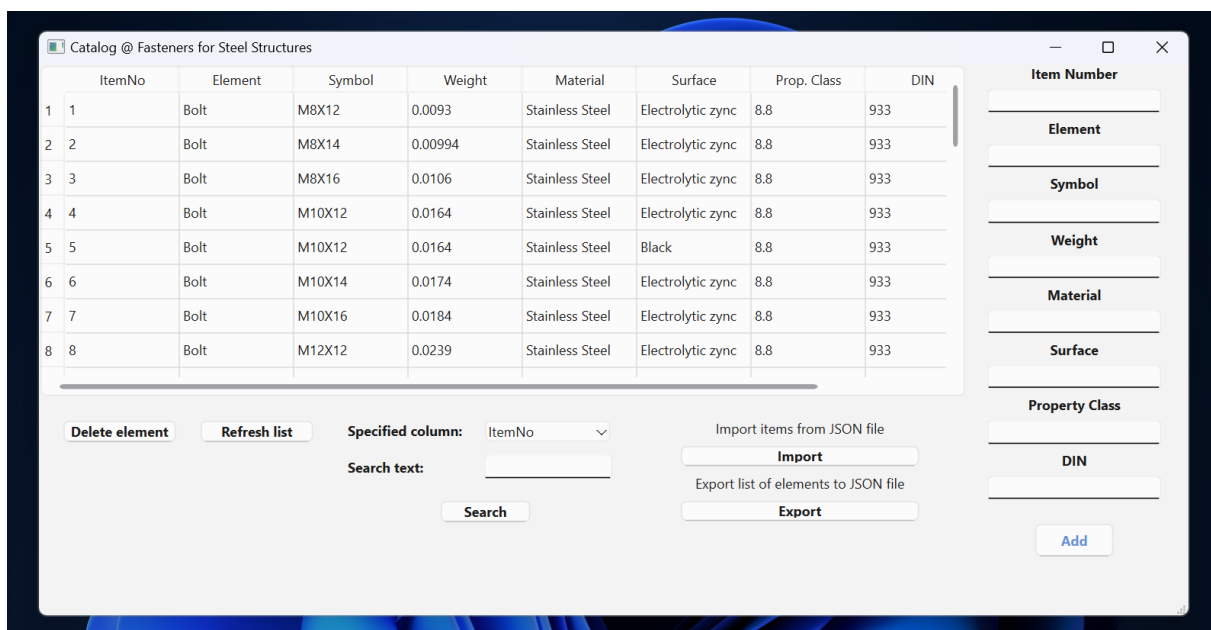 Catalog @ Fasteners for Steel Structures
ItemNo Element Symbol Weight Material Surface Prop. Class DIN
1 1 Bolt M8X12 0.0093 Stainless Steel Electrolytic zync 8.8 933
2 2 Bolt M8X14 0.00994 Stainless Steel Electrolytic zync 8.8 933
3 3 Bolt M8X16 0.0106 Stainless Steel Electrolytic zync 8.8 933
4 4 Bolt M10X12 0.0164 Stainless Steel Electrolytic zync 8.8 933
5 5 Bolt M10X12 0.0164 Stainless Steel Black 8.8 933
6 6 Bolt M10X14 0.0174 Stainless Steel Electrolytic zync 8.8 933
7 7 Bolt M10X16 0.0184 Stainless Steel Electrolytic zync 8.8 933
8 8 Bolt M12X12 0.0239 Stainless Steel Electrolytic zync 8.8 933
Delete element Refresh list
Specified column: ItemNo
Search text:
Search
Import items from JSON file
Import
Export list of elements to JSON file
Export
Item Number
Element
Symbol
Weight
Material
Surface
Property Class
DIN
Add